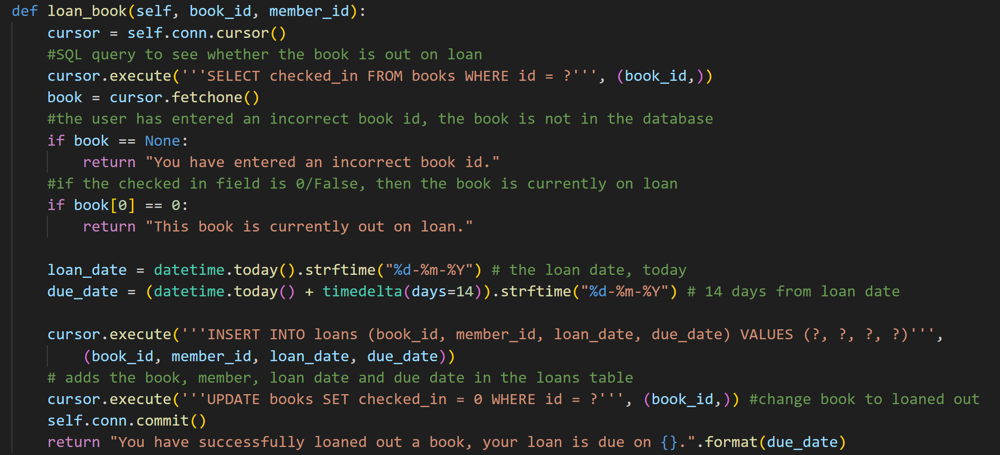 def loan_book(self, book_id, member_id):
    cursor = self.conn.cursor()
    #SQL query to see whether the book is out on loan
    cursor.execute('''SELECT checked_in FROM books WHERE id = ?''', (book_id,))
    book = cursor.fetchone()
    #the user has entered an incorrect book id, the book is not in the database
    if book == None:
        return "You have entered an incorrect book id."
    #if the checked in field is 0/False, then the book is currently on loan
    if book[0] == 0:
        return "This book is currently out on loan."

    loan_date = datetime.today().strftime("%d-%m-%Y") # the loan date, today
    due_date = (datetime.today() + timedelta(days=14)).strftime("%d-%m-%Y") # 14 days from loan date

    cursor.execute('''INSERT INTO loans (book_id, member_id, loan_date, due_date) VALUES (?, ?, ?, ?)''',
        (book_id, member_id, loan_date, due_date))
    # adds the book, member, loan date and due date in the loans table
    cursor.execute('''UPDATE books SET checked_in = 0 WHERE id = ?''', (book_id,)) #change book to loaned out
    self.conn.commit()
    return "You have successfully loaned out a book, your loan is due on {}.".format(due_date)